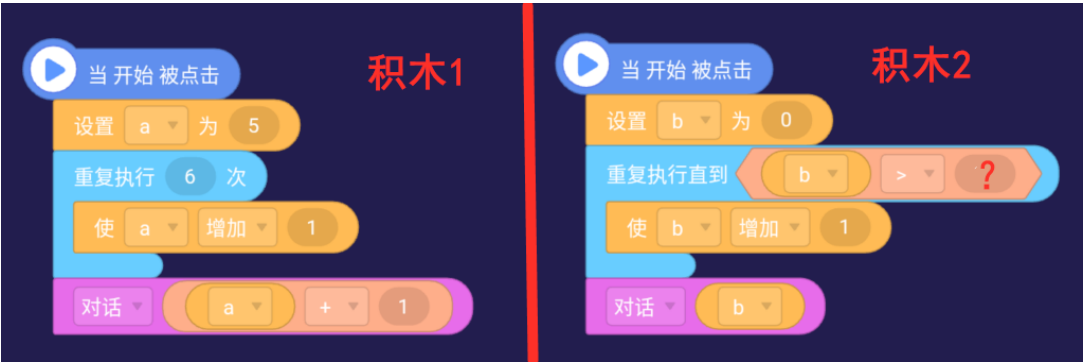 积木1
当 开始 被点击
设置 a 为 5
重复执行 6 次
使 a 增加 1
对话 a + 1
积木2
当 开始 被点击
设置 b 为 0
重复执行直到 b > ?
使 b 增加 1
对话 b